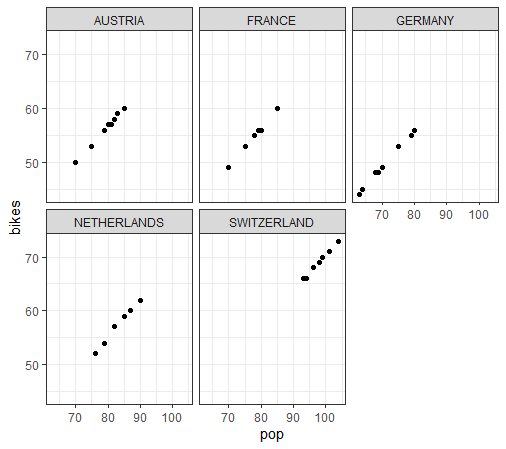 AUSTRIA FRANCE GERMANY
70
60
50
70 80 90 100
NETHERLANDS SWITZERLAND
70
60
50
70 80 90 100 70 80 90 100
bikes
pop